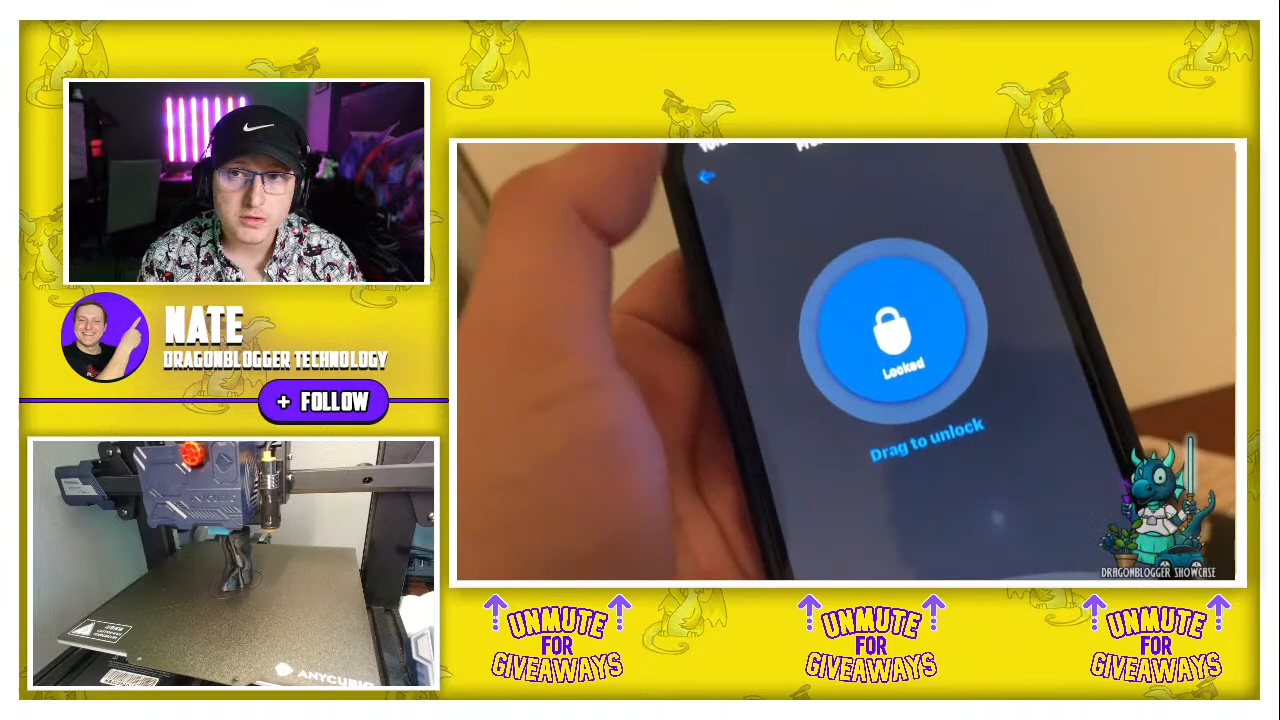 NATE
DRAGONBLOGGER TECHNOLOGY
+ FOLLOW
ANYCUBIC
ANYCUBIC
Locked
Drag to unlock
DRAGONBLOGGER SHOWCASE
UNMUTE
FOR
GIVEAWAYS
UNMUTE
FOR
GIVEAWAYS
UNMUTE
FOR
GIVEAWAYS